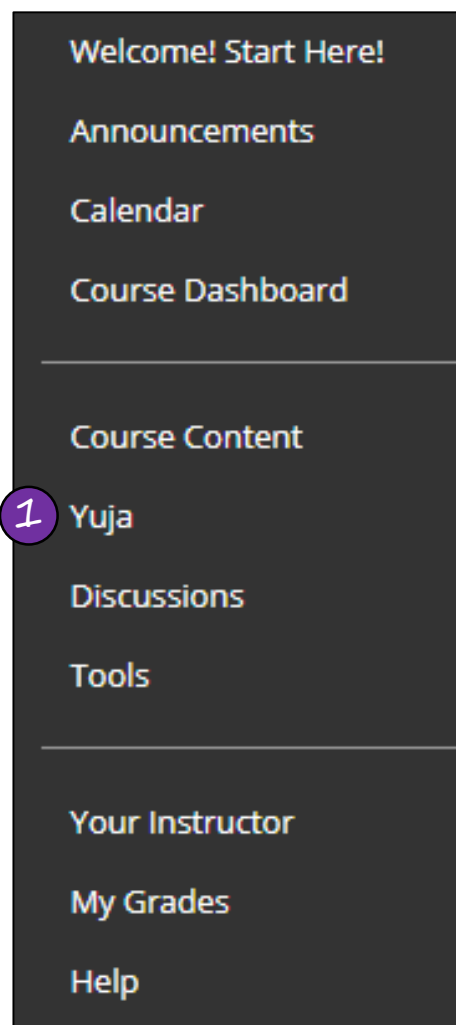 Welcome! Start Here!
Announcements
Calendar
Course Dashboard
Course Content
1 Yuja
Discussions
Tools
Your Instructor
My Grades
Help